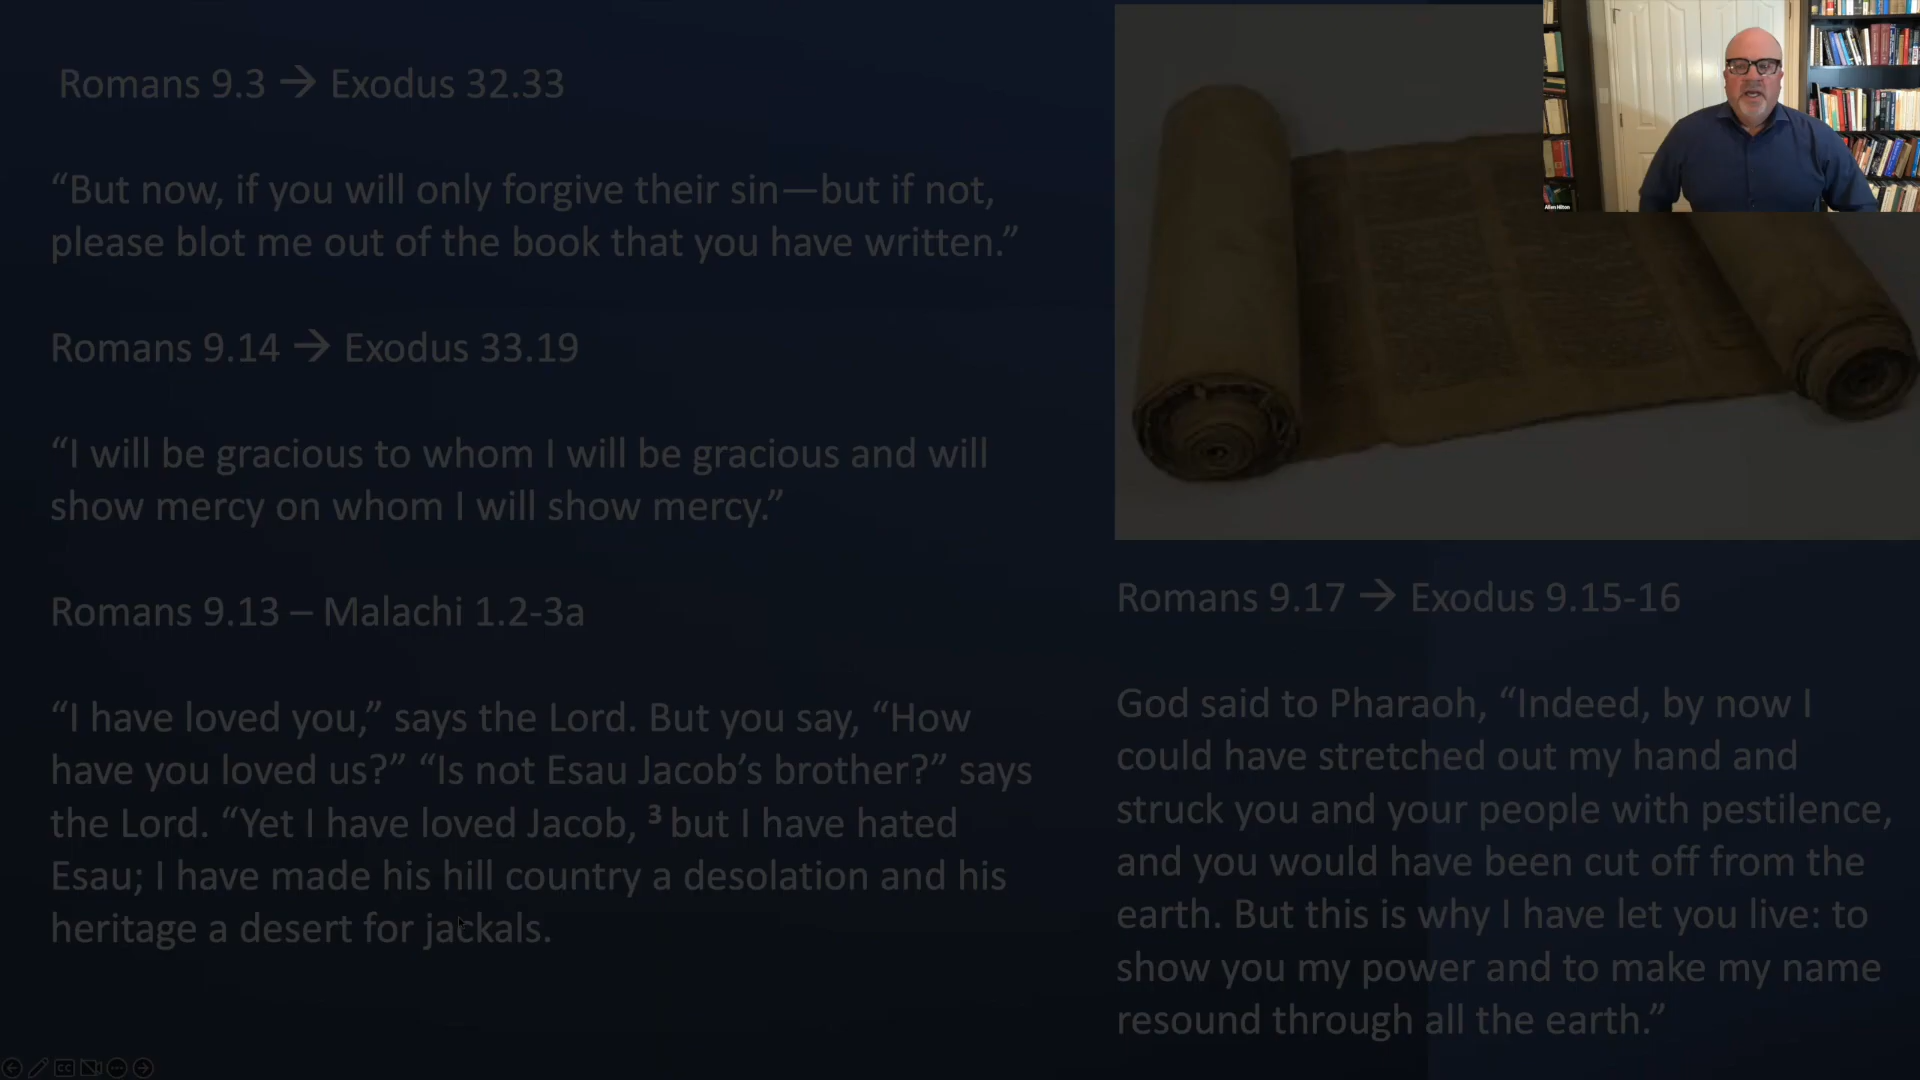 Romans 9.3 → Exodus 32.33
“But now, if you will only forgive their sin—but if not,
please blot me out of the book that you have written.”
Romans 9.14 → Exodus 33.19
“I will be gracious to whom I will be gracious and will
show mercy on whom I will show mercy.”
Romans 9.13 – Malachi 1.2-3a
“I have loved you,” says the Lord. But you say, “How
have you loved us?” “Is not Esau Jacob’s brother?” says
the Lord. “Yet I have loved Jacob, ³ but I have hated
Esau; I have made his hill country a desolation and his
heritage a desert for jackals.
Allen Hilton
Romans 9.17 → Exodus 9.15-16
God said to Pharaoh, “Indeed, by now I
could have stretched out my hand and
struck you and your people with pestilence,
and you would have been cut off from the
earth. But this is why I have let you live: to
show you my power and to make my name
resound through all the earth.”
CC